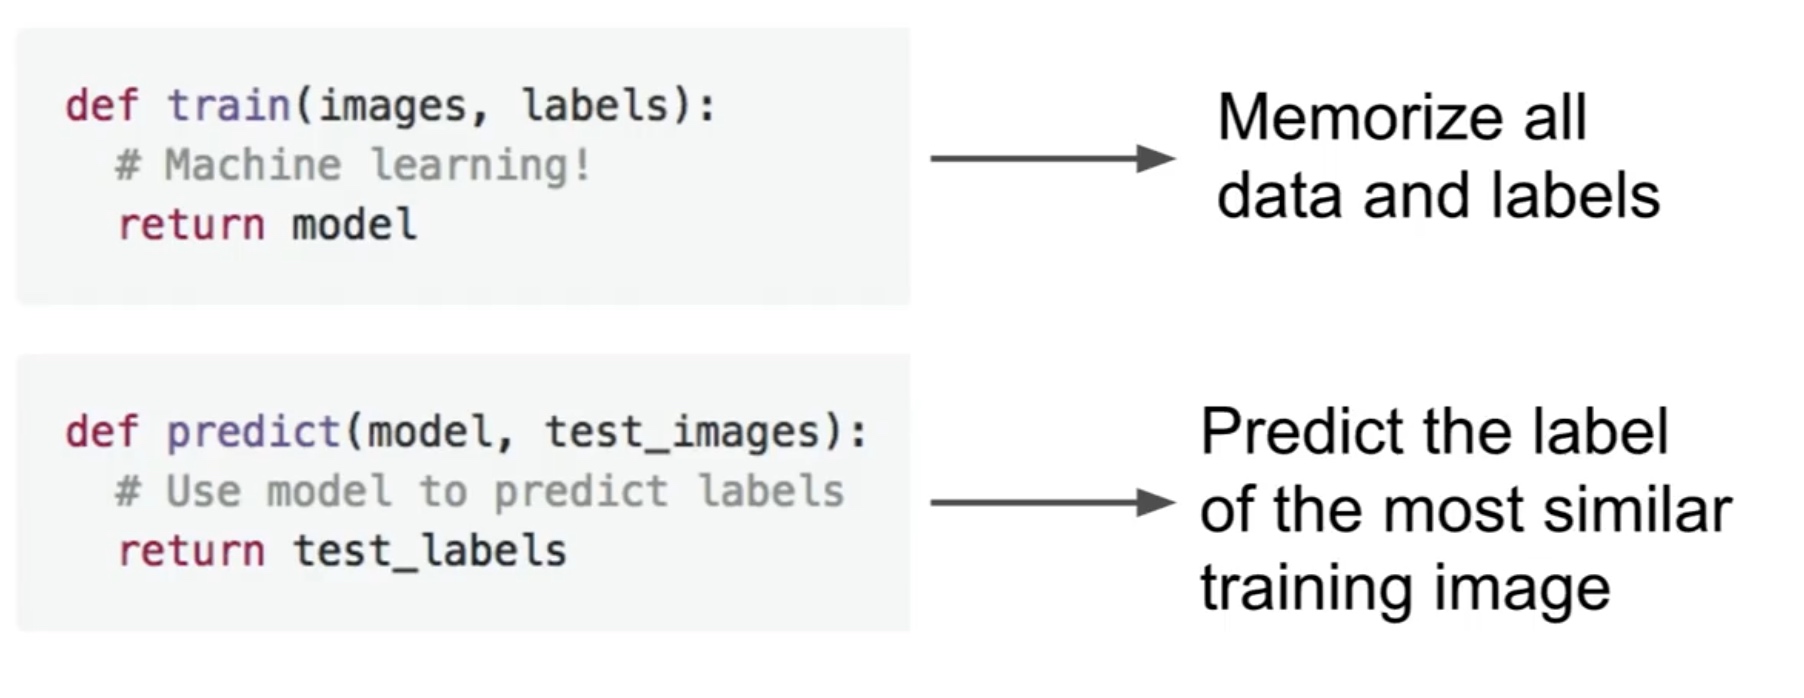 def train(images, labels):
  # Machine learning!
  return model
Memorize all
data and labels
def predict(model, test_images):
  # Use model to predict labels
  return test_labels
Predict the label
of the most similar
training image